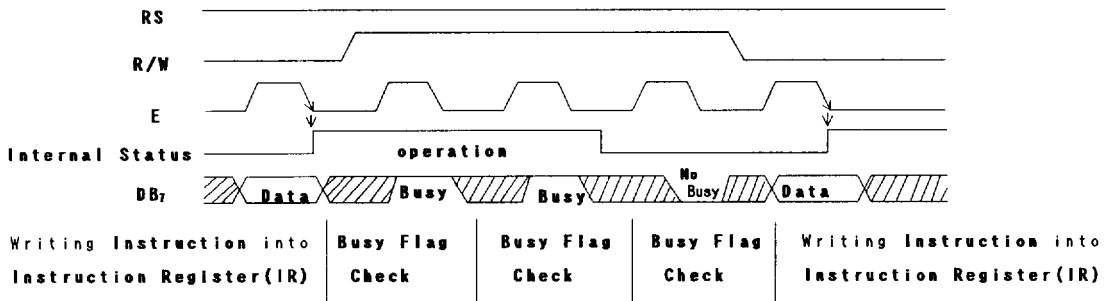 RS
R/W
E
Internal Status
operation
DB₇
Data
Busy
Busy
No
Busy
Data
Writing Instruction into
Instruction Register(IR)
Busy Flag
Check
Busy Flag
Check
Busy Flag
Check
Writing Instruction into
Instruction Register(IR)